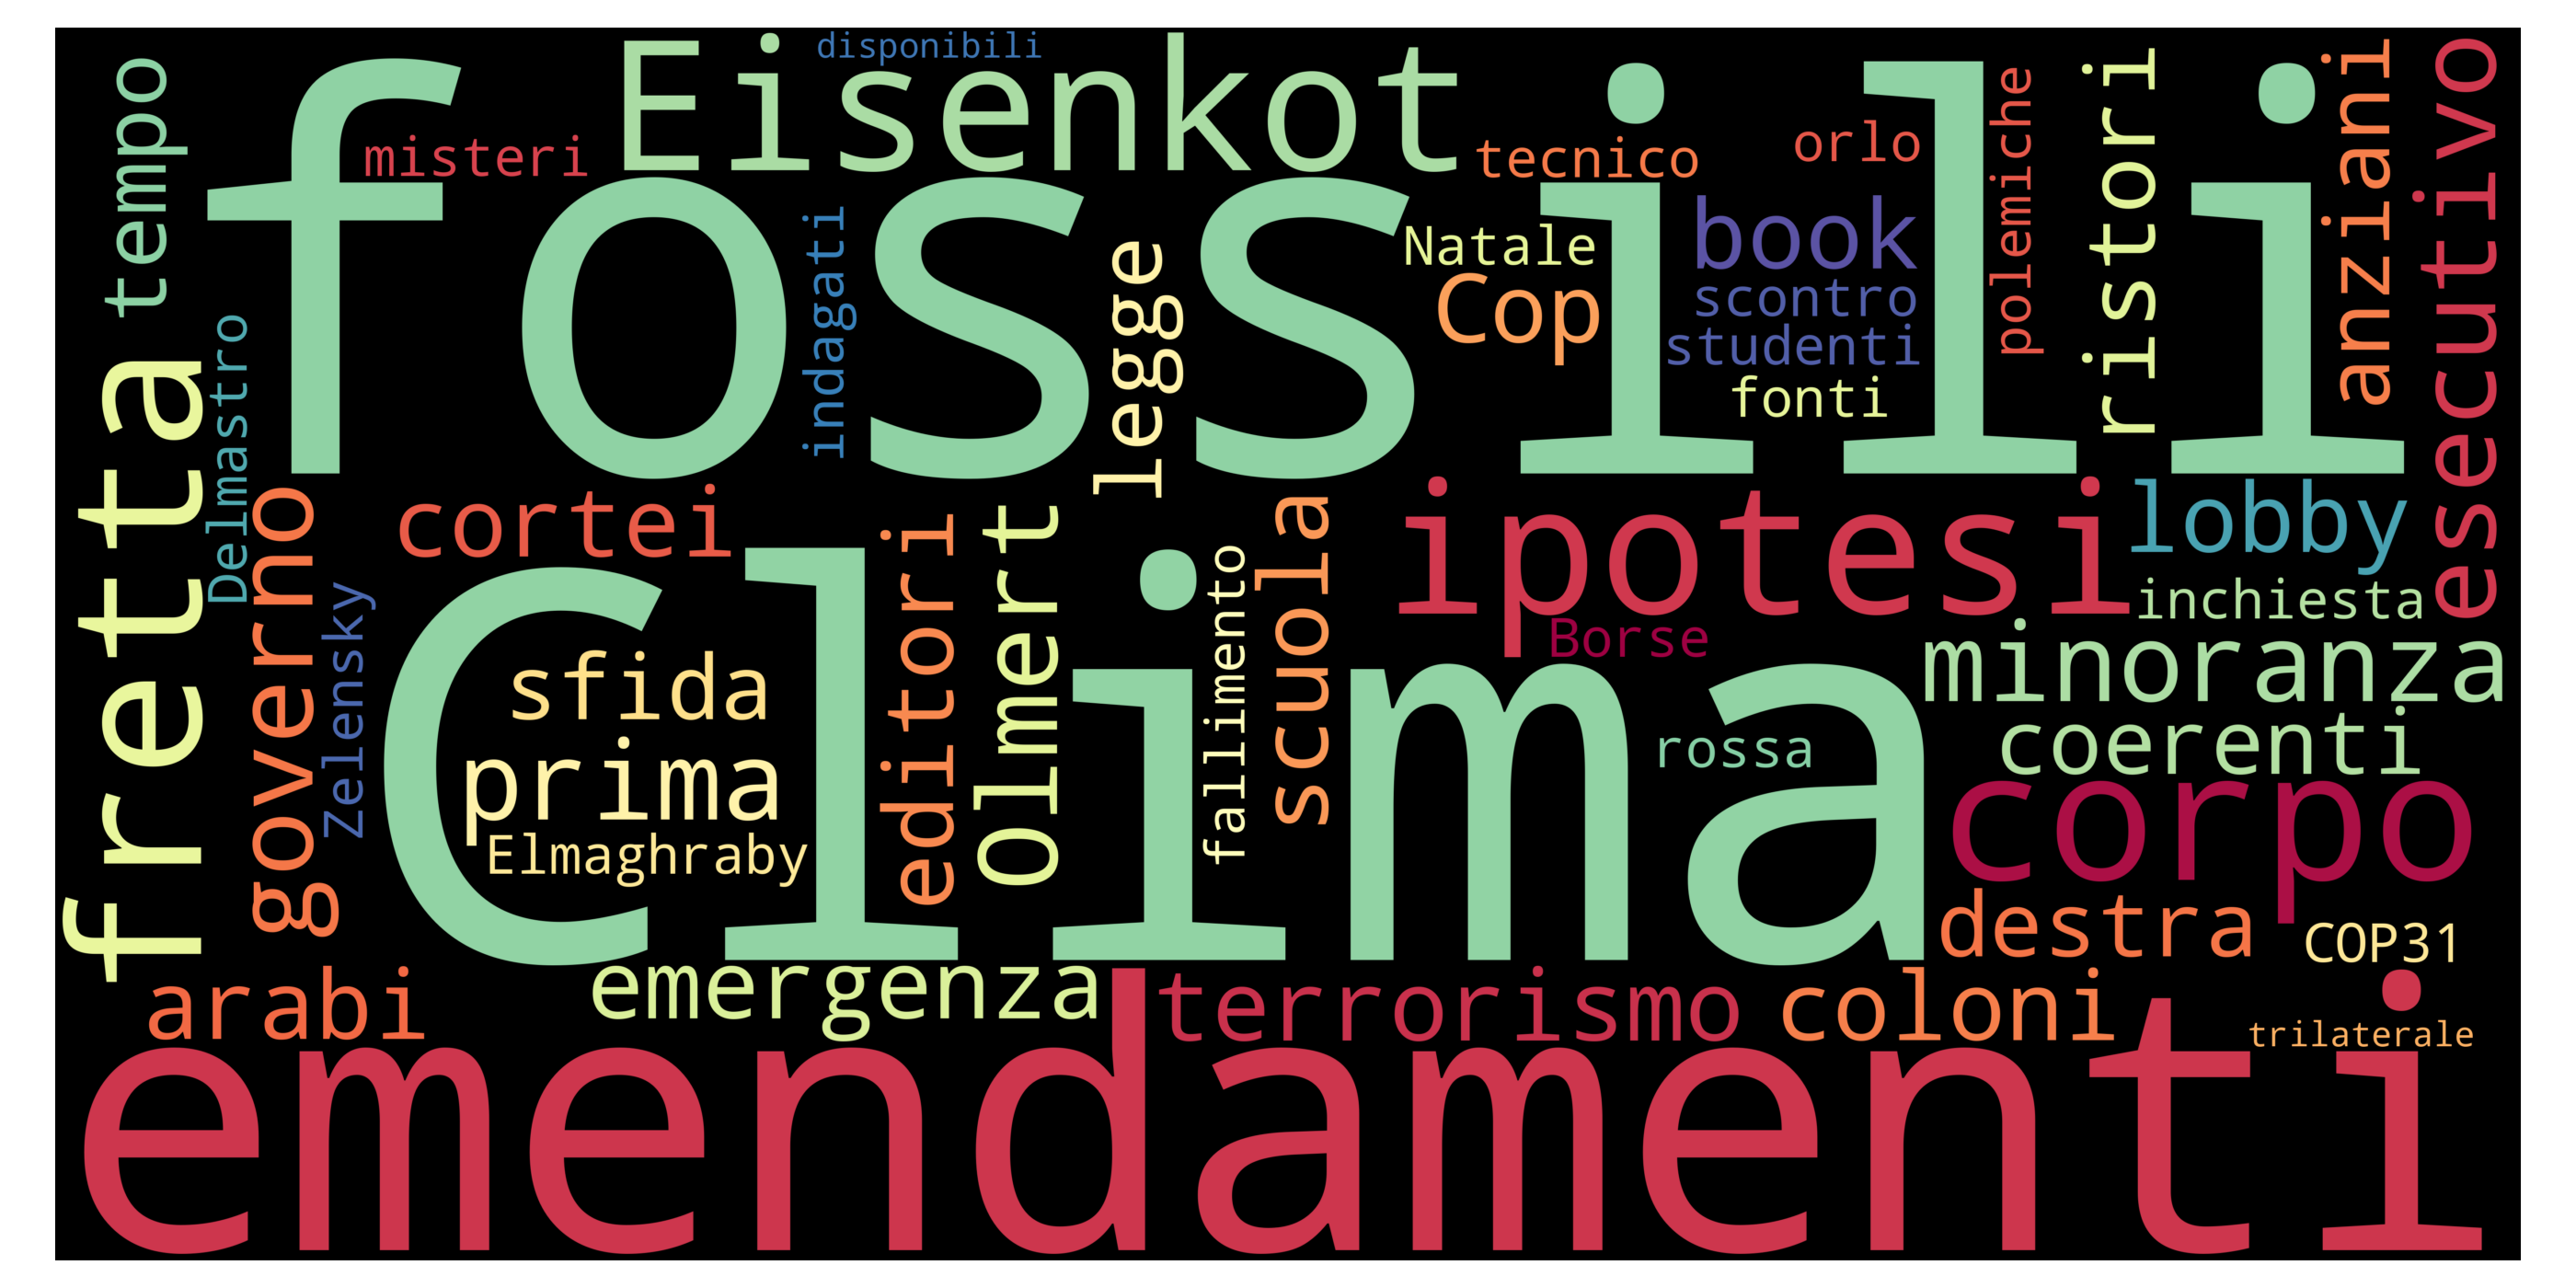 disponibili
Eisenkot
tempo
misteri
fossili
tecnico
orlo
polemiche
ristori
anziani
esecutivo
indagati
legge
Natale
book
Cop
scontro
studenti
fonti
fretta
Delmastro
governo
cortei
Zelensky
editori
Olmert
fallimento
scuola
ipotesi
lobby
inchiesta
Borse
Clima
sfida
prima
Elmaghraby
minoranza
rossa
coerenti
corpo
destra
COP31
arabi
emergenza
terrorismo
coloni
trilaterale
emendamenti